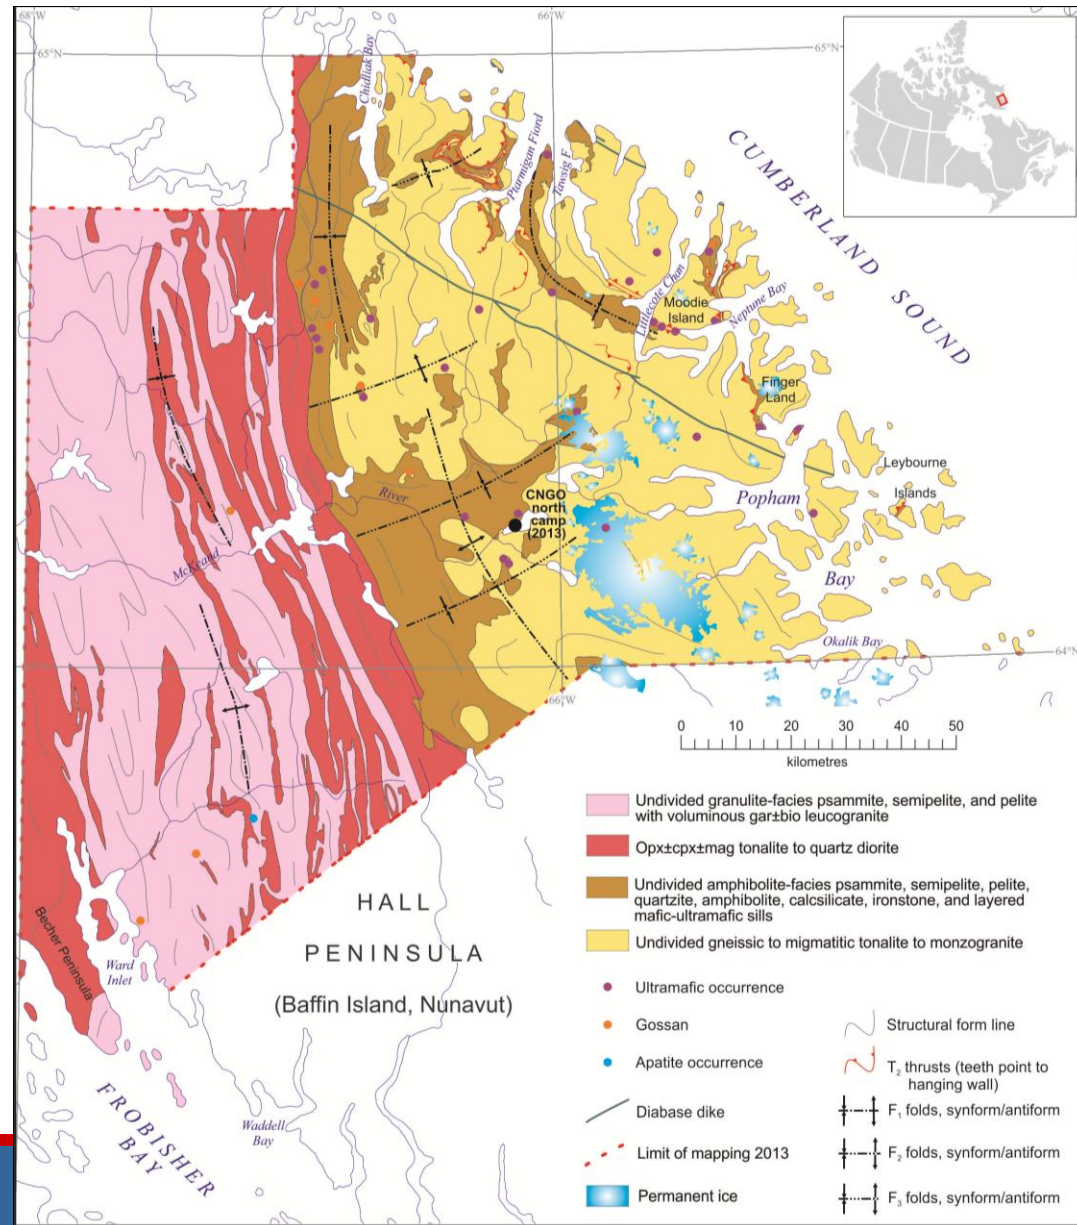 68°W
66°W
65°N
65°N
Chidliak Bay
Ptarmigan Fiord
Tawsig F.
CUMBERLAND SOUND
Littlecote Chan
Moodie
Island
Neptune Bay
Finger
Land
Leybourne
Islands
River
CNGO
north
camp
(2013)
Popham
Bay
McKeand
Okalik Bay
64°N
66°W
0 10 20 30 40 50
kilometres
HALL
PENINSULA
(Baffin Island, Nunavut)
Becher Peninsula
Ward
Inlet
FROBISHER
BAY
Waddell
Bay
Undivided granulite-facies psammite, semipelite, and pelite
with voluminous gar±bio leucogranite
Opx±cpx±mag tonalite to quartz diorite
Undivided amphibolite-facies psammite, semipelite, pelite,
quartzite, amphibolite, calcsilicate, ironstone, and layered
mafic-ultramafic sills
Undivided gneissic to migmatitic tonalite to monzogranite
Ultramafic occurrence
Gossan
Apatite occurrence
Diabase dike
Limit of mapping 2013
Permanent ice
Structural form line
T₂ thrusts (teeth point to
hanging wall)
F₁ folds, synform/antiform
F₂ folds, synform/antiform
F₃ folds, synform/antiform